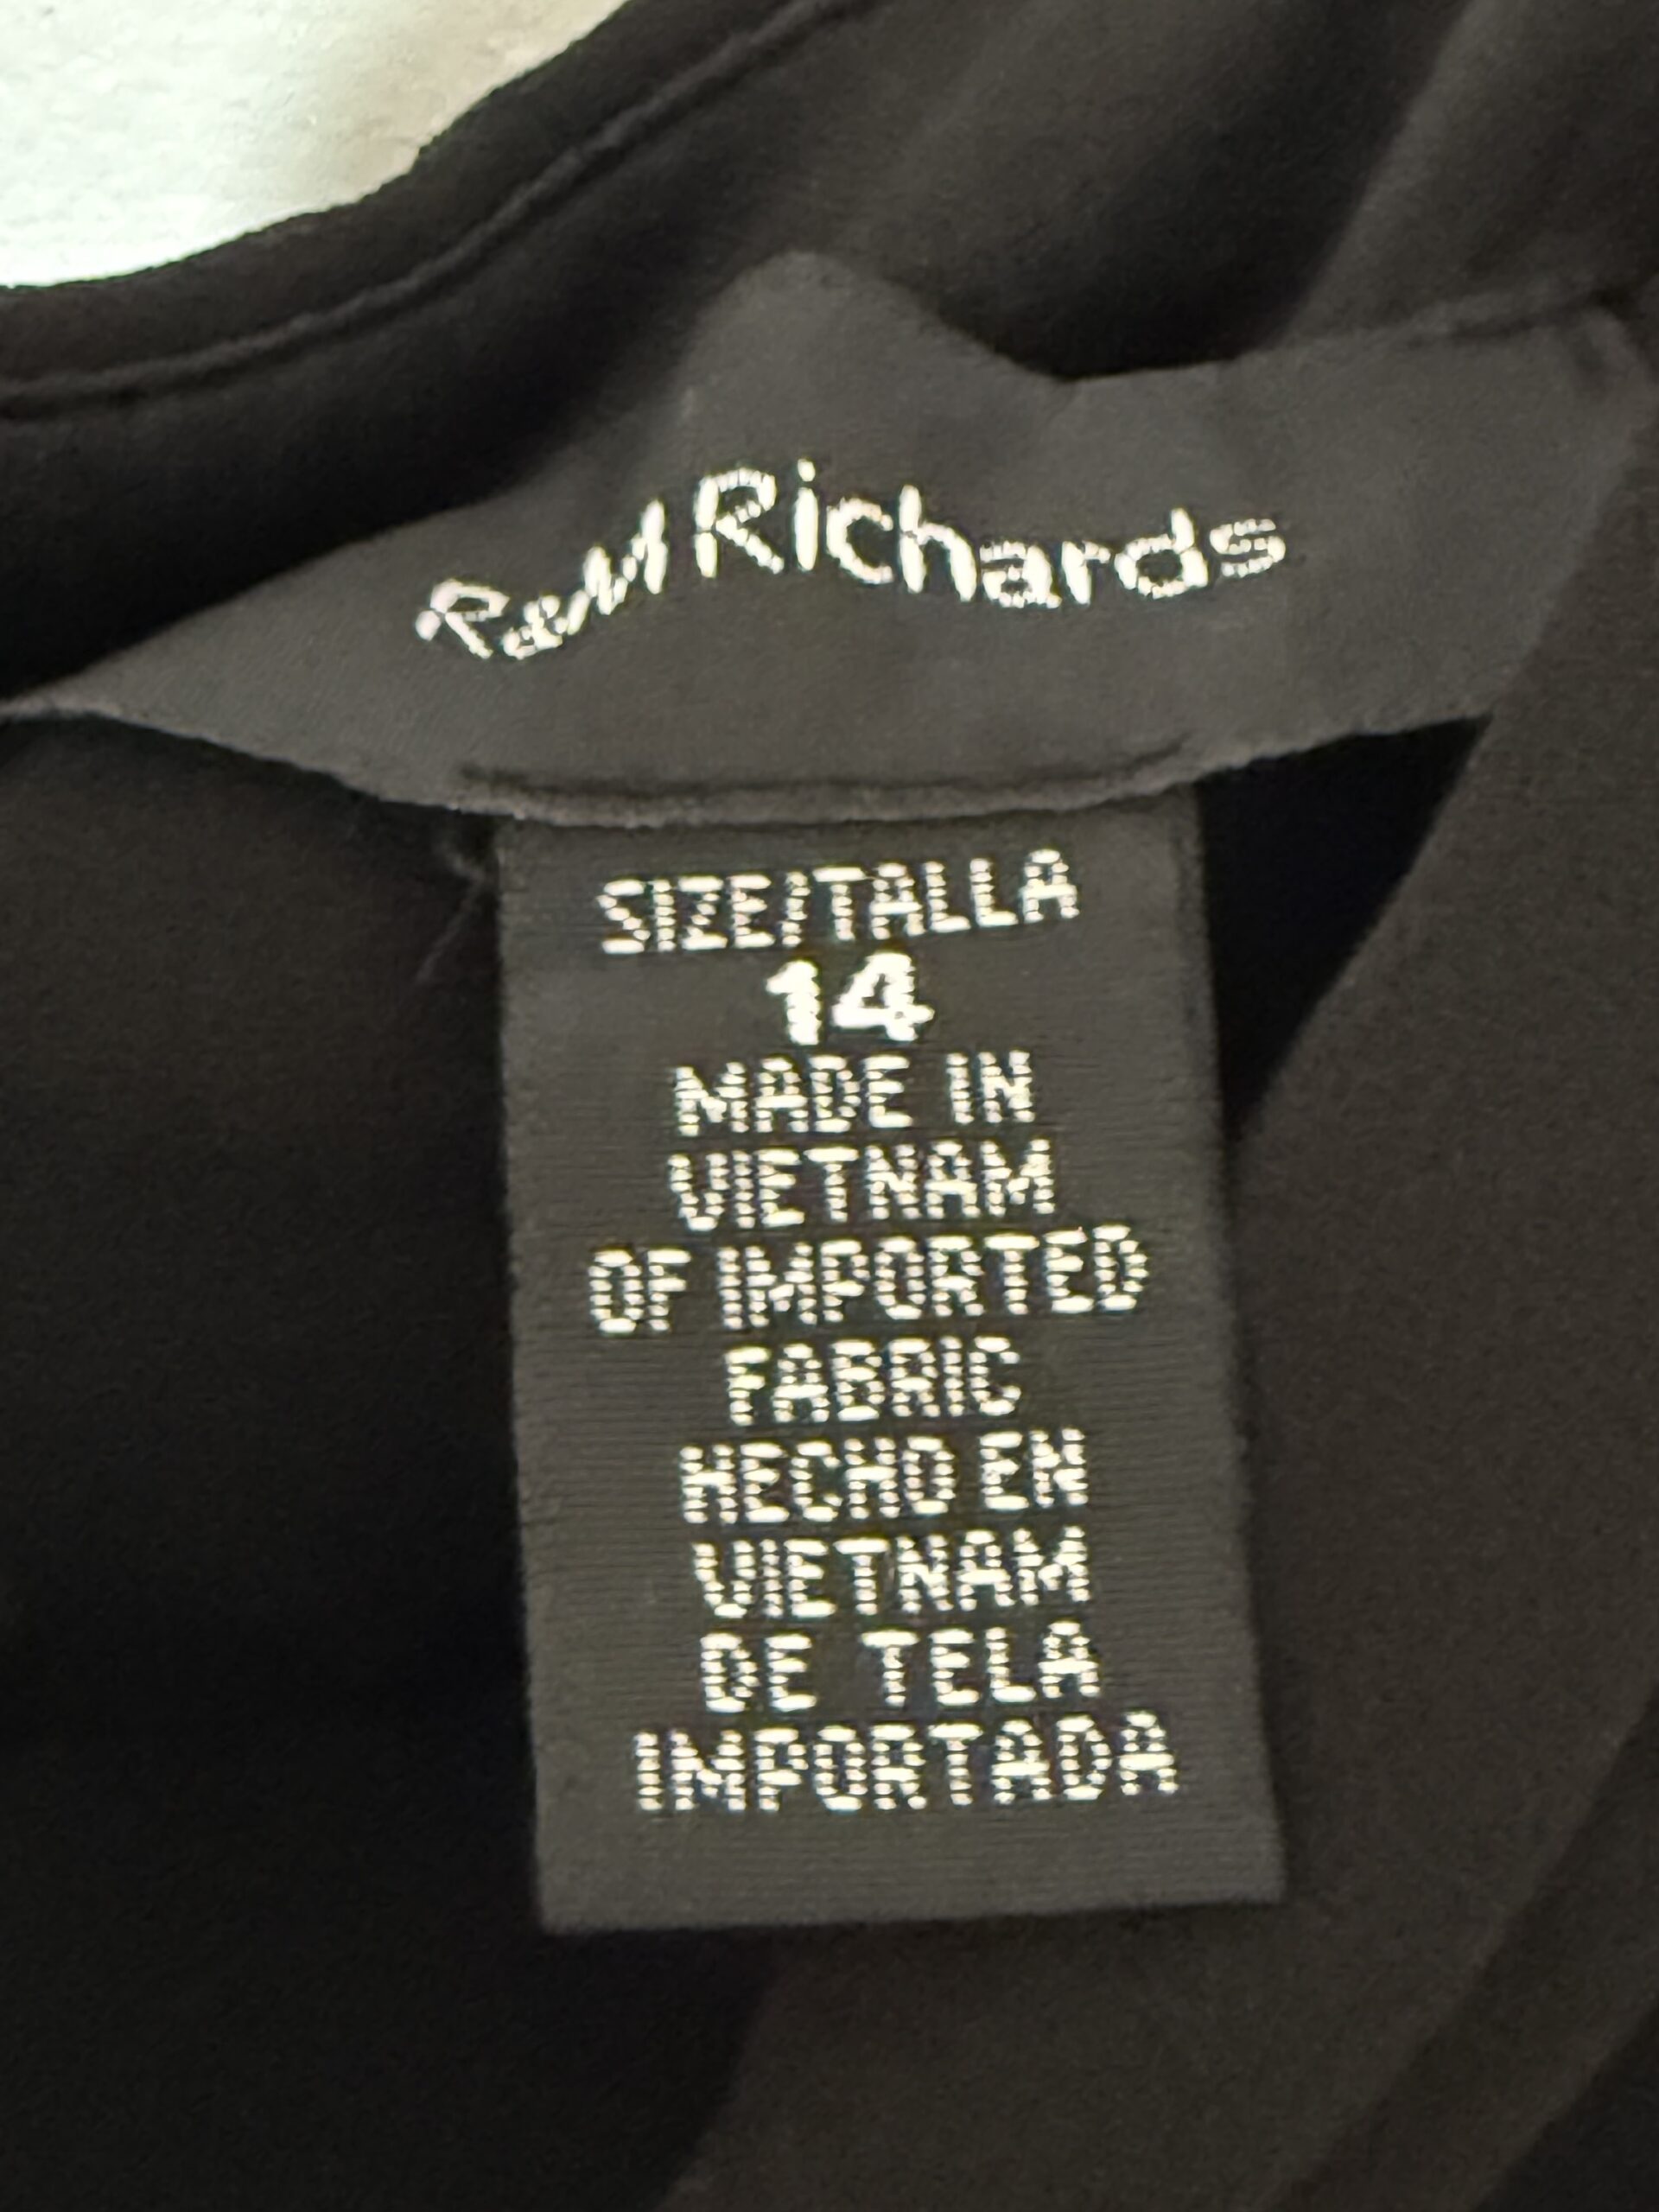 R&M Richards
SIZE/TALLA
14
MADE IN
VIETNAM
OF IMPORTED
FABRIC
HECHO EN
VIETNAM
DE TELA
IMPORTADA